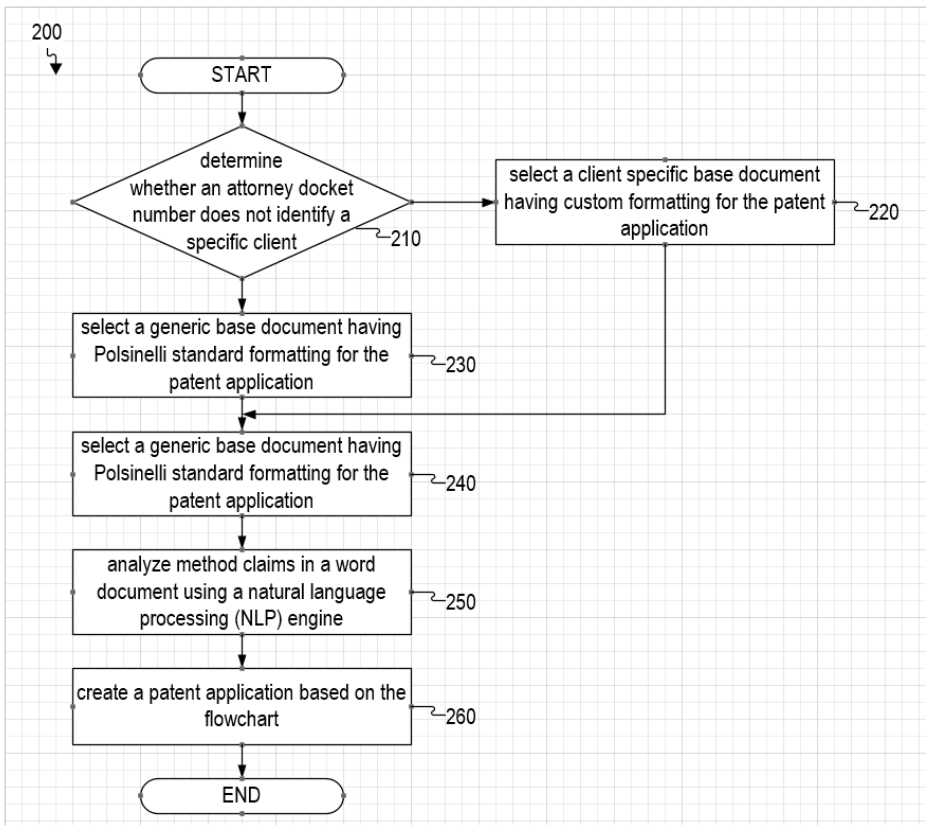 200
START
determine
whether an attorney docket
number does not identify a
specific client
210
select a client specific base document
having custom formatting for the patent
application
220
select a generic base document having
Polsinelli standard formatting for the
patent application
230
select a generic base document having
Polsinelli standard formatting for the
patent application
240
analyze method claims in a word
document using a natural language
processing (NLP) engine
250
create a patent application based on the
flowchart
260
END